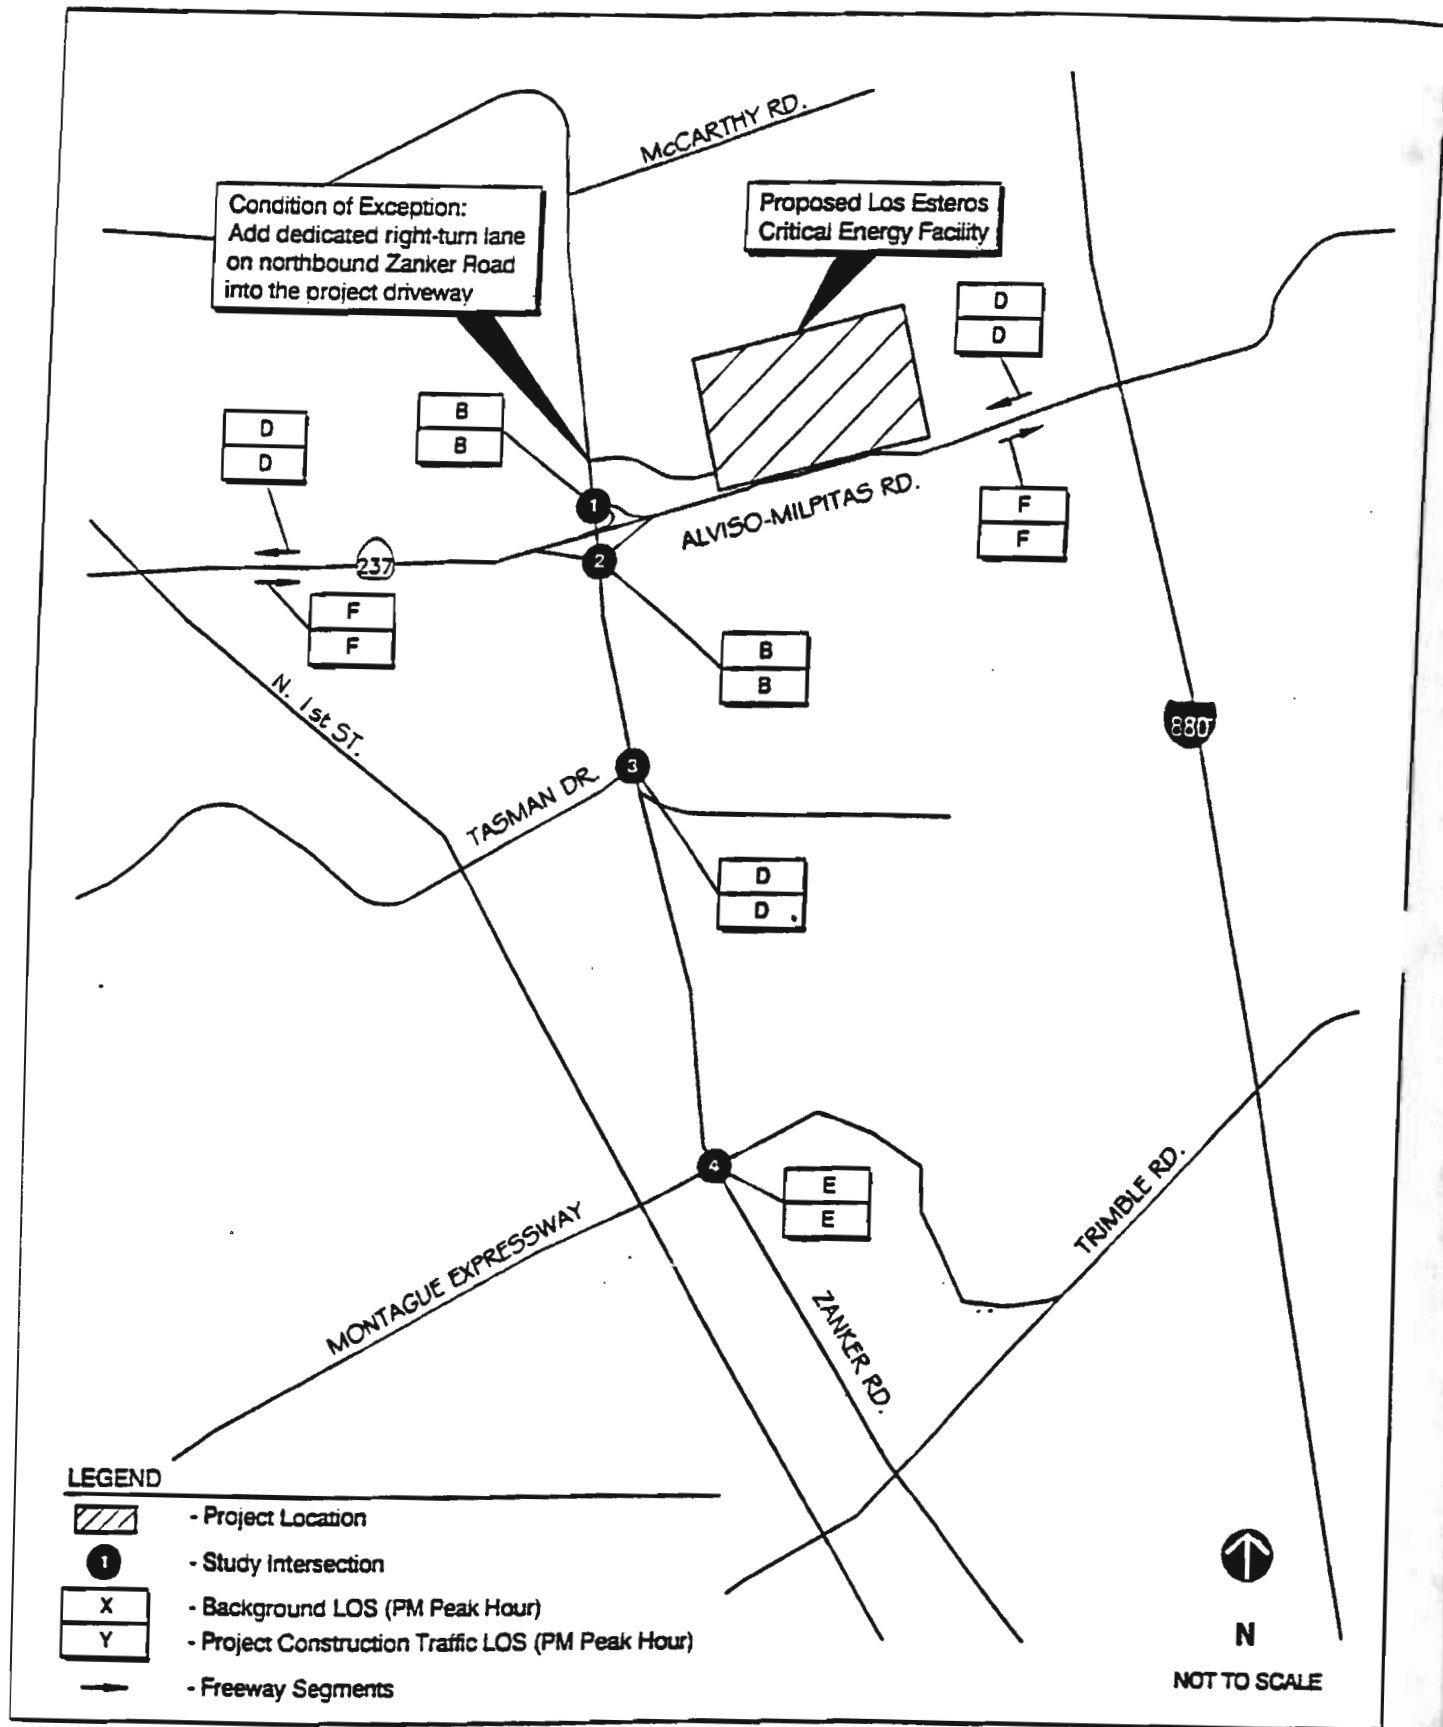 McCARTHY RD.
Condition of Exception:
Add dedicated right-turn lane
on northbound Zanker Road
into the project driveway
Proposed Los Esteros
Critical Energy Facility
D
D
B
B
D
D
1
ALVISO-MILPITAS RD.
F
F
237
2
F
F
B
B
N. 1st ST.
880
3
TASMAN DR.
D
D
4
E
E
TRIMBLE RD.
MONTAGUE EXPRESSWAY
ZANKER RD.
LEGEND
- Project Location
1
- Study Intersection
X
- Background LOS (PM Peak Hour)
Y
- Project Construction Traffic LOS (PM Peak Hour)
- Freeway Segments
N
NOT TO SCALE